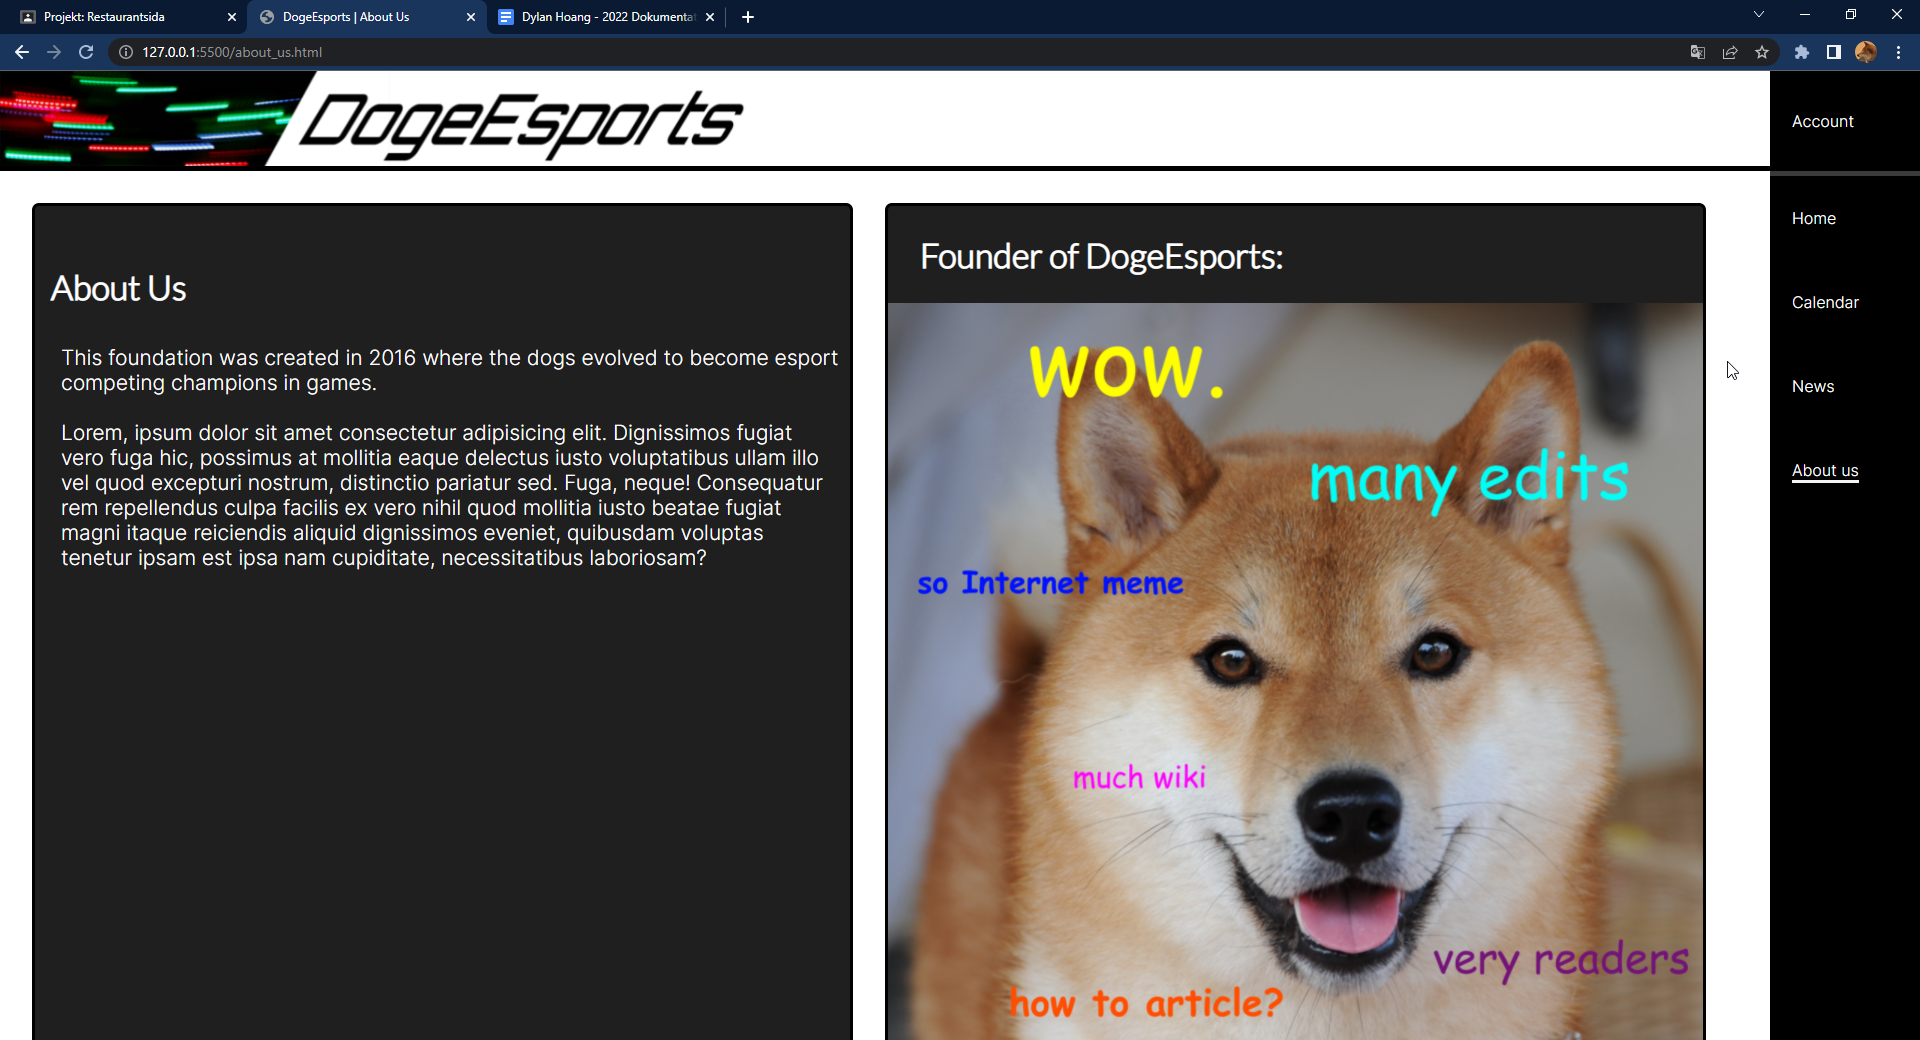 Projekt: Restaurantsida
DogeEsports | About Us
Dylan Hoang - 2022 Dokumentat
127.0.0.1:5500/about_us.html
DogeEsports
Account
Home
Calendar
News
About us
About Us
This foundation was created in 2016 where the dogs evolved to become esport
competing champions in games.
Lorem, ipsum dolor sit amet consectetur adipisicing elit. Dignissimos fugiat
vero fuga hic, possimus at mollitia eaque delectus iusto voluptatibus ullam illo
vel quod excepturi nostrum, distinctio pariatur sed. Fuga, neque! Consequatur
rem repellendus culpa facilis ex vero nihil quod mollitia iusto beatae fugiat
magni itaque reiciendis aliquid dignissimos eveniet, quibusdam voluptas
tenetur ipsam est ipsa nam cupiditate, necessitatibus laboriosam?
Founder of DogeEsports:
wow.
many edits
so Internet meme
much wiki
very readers
how to article?